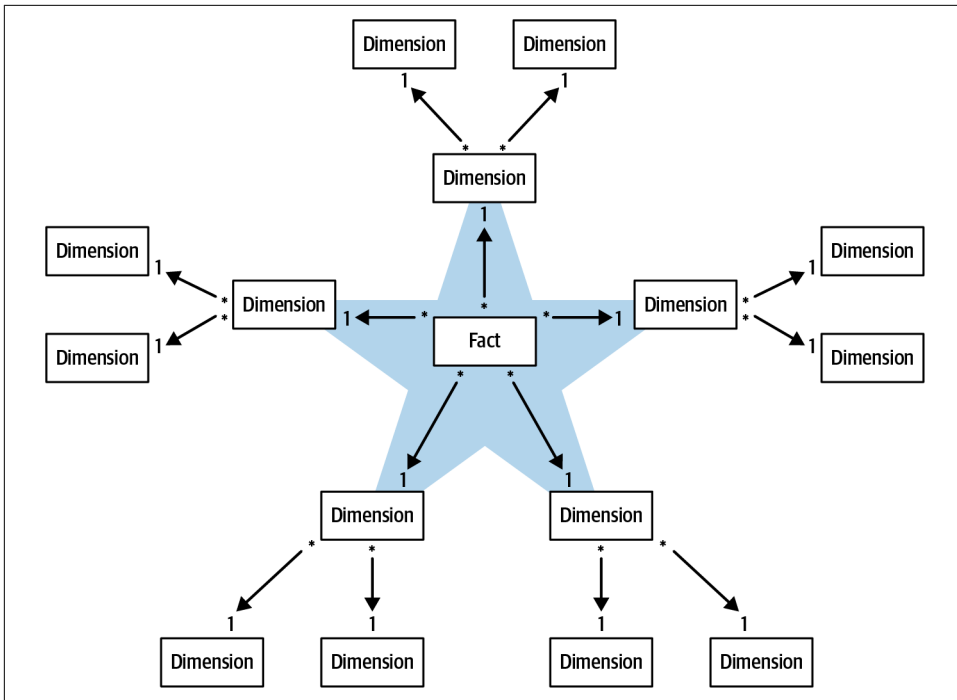 Dimension Dimension
1 1
* *
Dimension
1
Dimension Dimension
1 1
Dimension * * Dimension
* *
1 * * 1
*
Dimension 1 Fact 1 Dimension
* *
1 1
Dimension Dimension
* * * *
1 1 1 1
Dimension Dimension Dimension Dimension